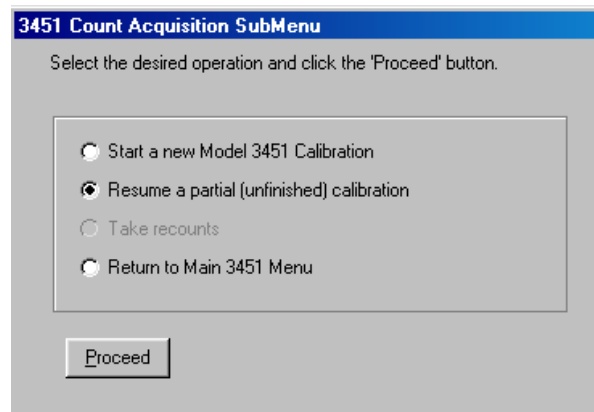 3451 Count Acquisition SubMenu
Select the desired operation and click the 'Proceed' button.
Start a new Model 3451 Calibration
Resume a partial (unfinished) calibration
Take recounts
Return to Main 3451 Menu
Proceed